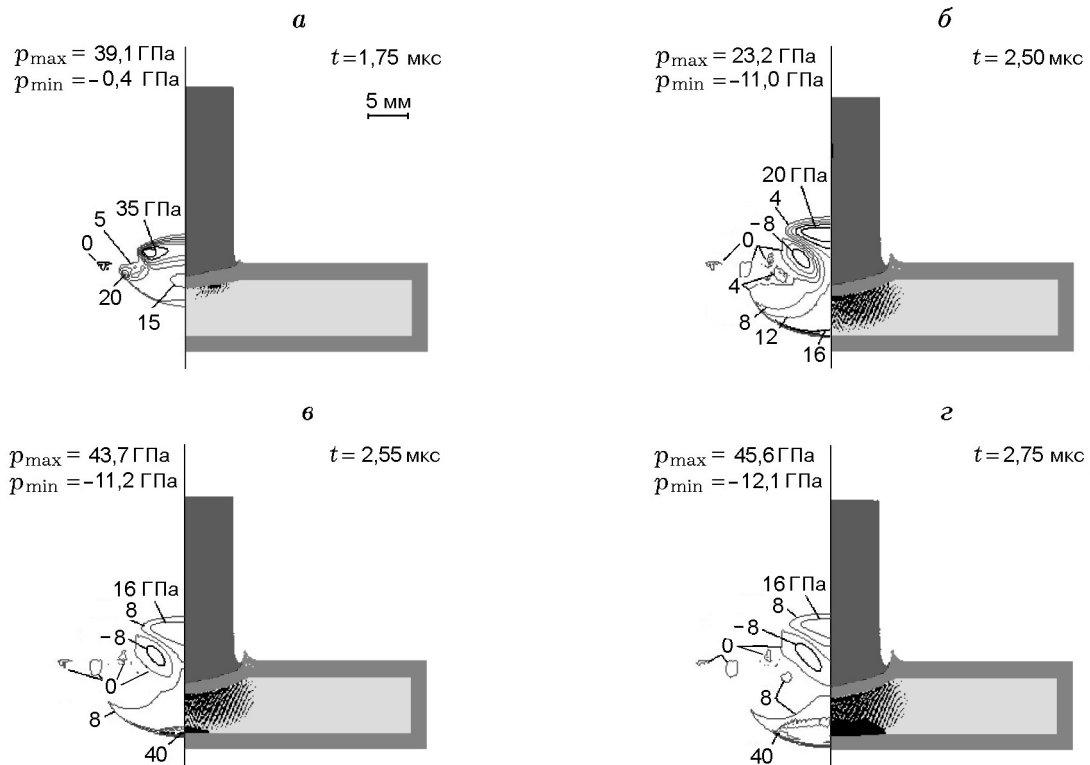 а
p_max = 39,1 ГПа
t = 1,75 мкс
p_min = −0,4 ГПа
5 мм
35 ГПа
5
0
20
15
б
p_max = 23,2 ГПа
t = 2,50 мкс
p_min = −11,0 ГПа
20 ГПа
4
−8
0
4
8
12
16
в
p_max = 43,7 ГПа
t = 2,55 мкс
p_min = −11,2 ГПа
16 ГПа
8
−8
0
8
40
г
p_max = 45,6 ГПа
t = 2,75 мкс
p_min = −12,1 ГПа
16 ГПа
8
−8
0
8
40